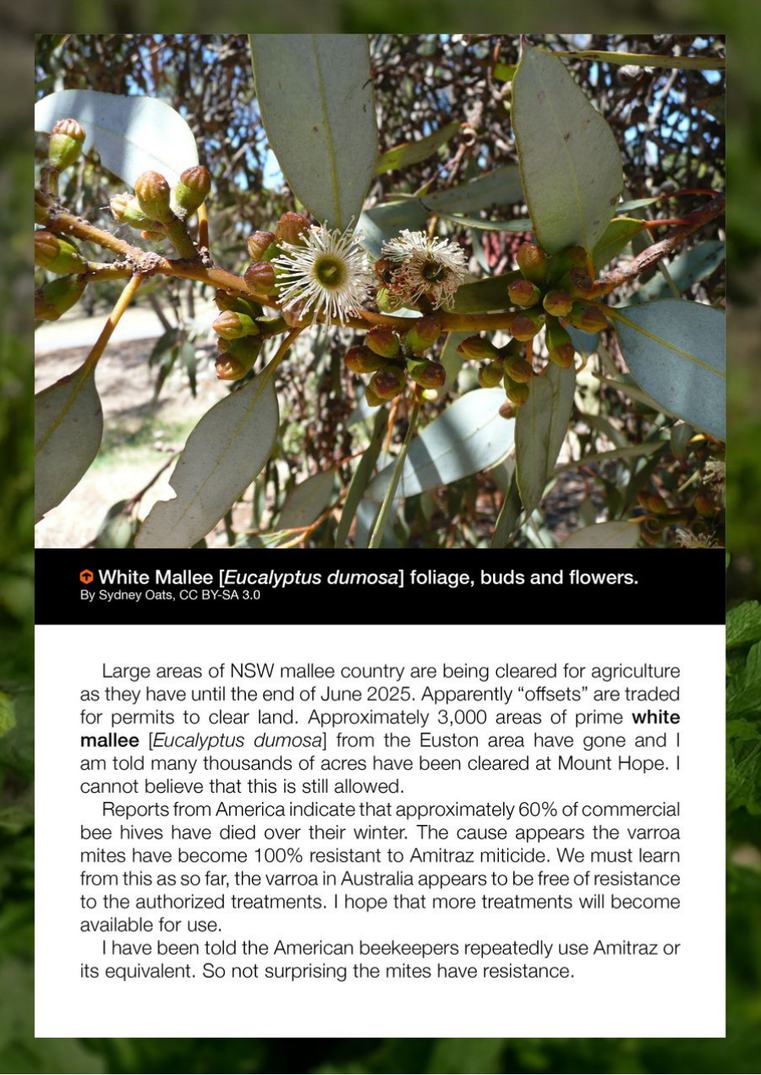 White Mallee [Eucalyptus dumosa] foliage, buds and flowers.
By Sydney Oats, CC BY-SA 3.0
Large areas of NSW mallee country are being cleared for agriculture
as they have until the end of June 2025. Apparently “offsets” are traded
for permits to clear land. Approximately 3,000 areas of prime white
mallee [Eucalyptus dumosa] from the Euston area have gone and I
am told many thousands of acres have been cleared at Mount Hope. I
cannot believe that this is still allowed.
Reports from America indicate that approximately 60% of commercial
bee hives have died over their winter. The cause appears the varroa
mites have become 100% resistant to Amitraz miticide. We must learn
from this as so far, the varroa in Australia appears to be free of resistance
to the authorized treatments. I hope that more treatments will become
available for use.
I have been told the American beekeepers repeatedly use Amitraz or
its equivalent. So not surprising the mites have resistance.